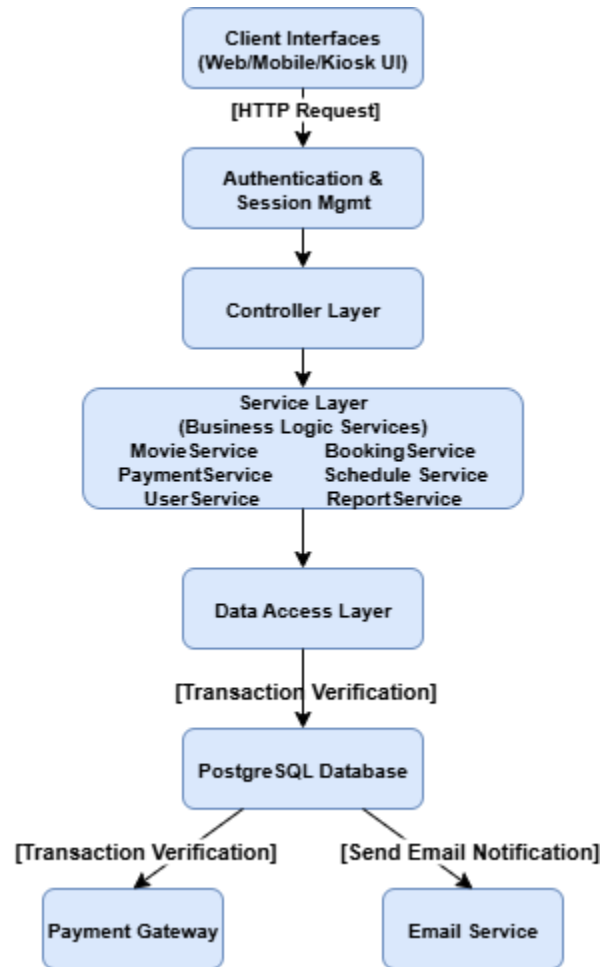 Client Interfaces
(Web/Mobile/Kiosk UI)
[HTTP Request]
Authentication &
Session Mgmt
Controller Layer
Service Layer
(Business Logic Services)
MovieService BookingService
PaymentService Schedule Service
UserService ReportService
Data Access Layer
[Transaction Verification]
PostgreSQL Database
[Transaction Verification] [Send Email Notification]
Payment Gateway Email Service